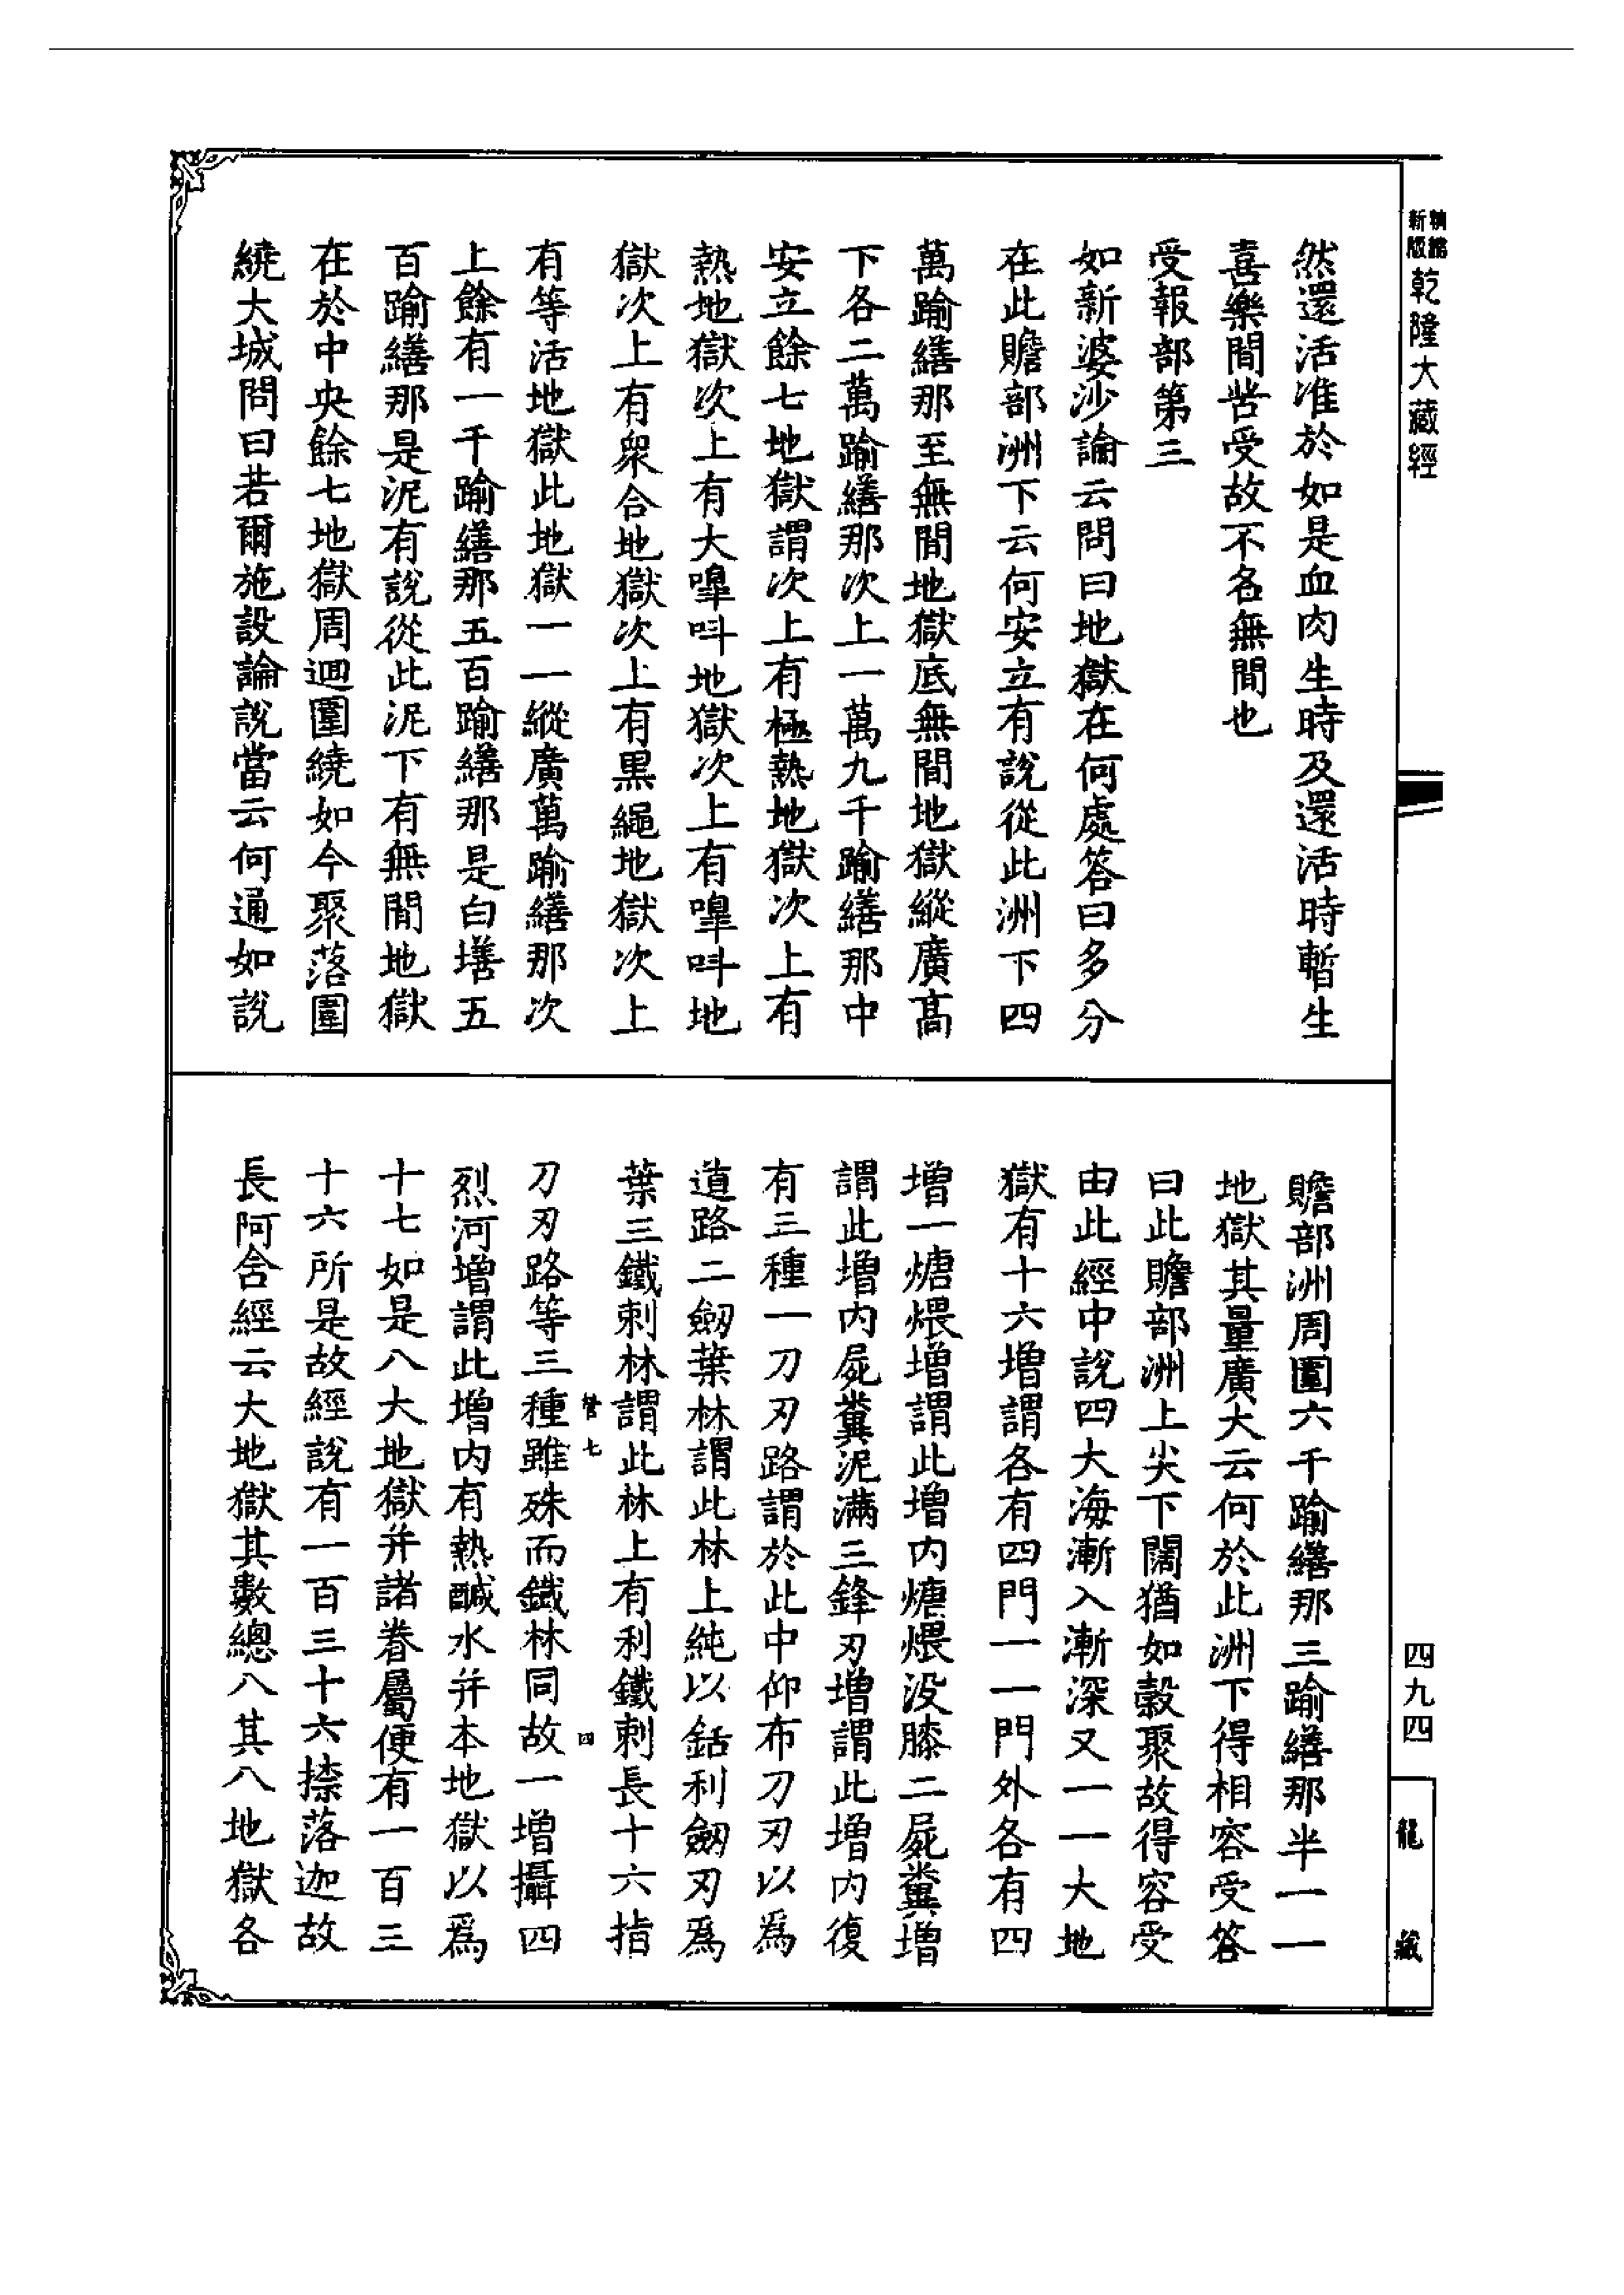 新版
精縮
乾隆大藏經
然還活准於如是血肉生時及還活時暫生
喜樂間苦受故不名無間也
受報部第三
如新婆沙論云問曰地獄在何處答曰多分
在此贍部洲下云何安立有說從此洲下四
萬踰繕那至無間地獄底無間地獄縱廣高
下各二萬踰繕那次上一萬九千踰繕那中
安立餘七地獄謂次上有極熱地獄次上有
熱地獄次上有大嘷叫地獄次上有嘷叫地
獄次上有衆合地獄次上有黑繩地獄次上
有等活地獄此地獄一一縱廣萬踰繕那次
上餘有一千踰繕那五百踰繕那是白墡五
百踰繕那是泥有說從此泥下有無間地獄
在於中央餘七地獄周迴圍繞如今聚落圍
繞大城問曰若爾施設論說當云何通如說
贍部洲周圍六千踰繕那三踰繕那半一一
地獄其量廣大云何於此洲下得相容受答
曰此贍部洲上尖下闊猶如穀聚故得容受
由此經中說四大海漸入漸深又一一大地
獄有十六增謂各有四門一一門外各有四
增一煻煨增謂此增內煻煨没膝二屍糞增
謂此增內屍糞泥滿三鋒刃增謂此增內復
有三種一刀刃路謂於此中仰布刀刃以爲
道路二劒葉林謂此林上純以銛利劒刃爲
葉三鐵刺林謂此林上有利鐵刺長十六指
刀刃路等三種雖殊而鐵林同故一增攝四
烈河增謂此增內有熱醎水并本地獄以爲
十七如是八大地獄并諸眷屬便有一百三
十六所是故經說有一百三十六捺落迦故
長阿含經云大地獄其數總八其八地獄各
七
四
四九四
龍藏